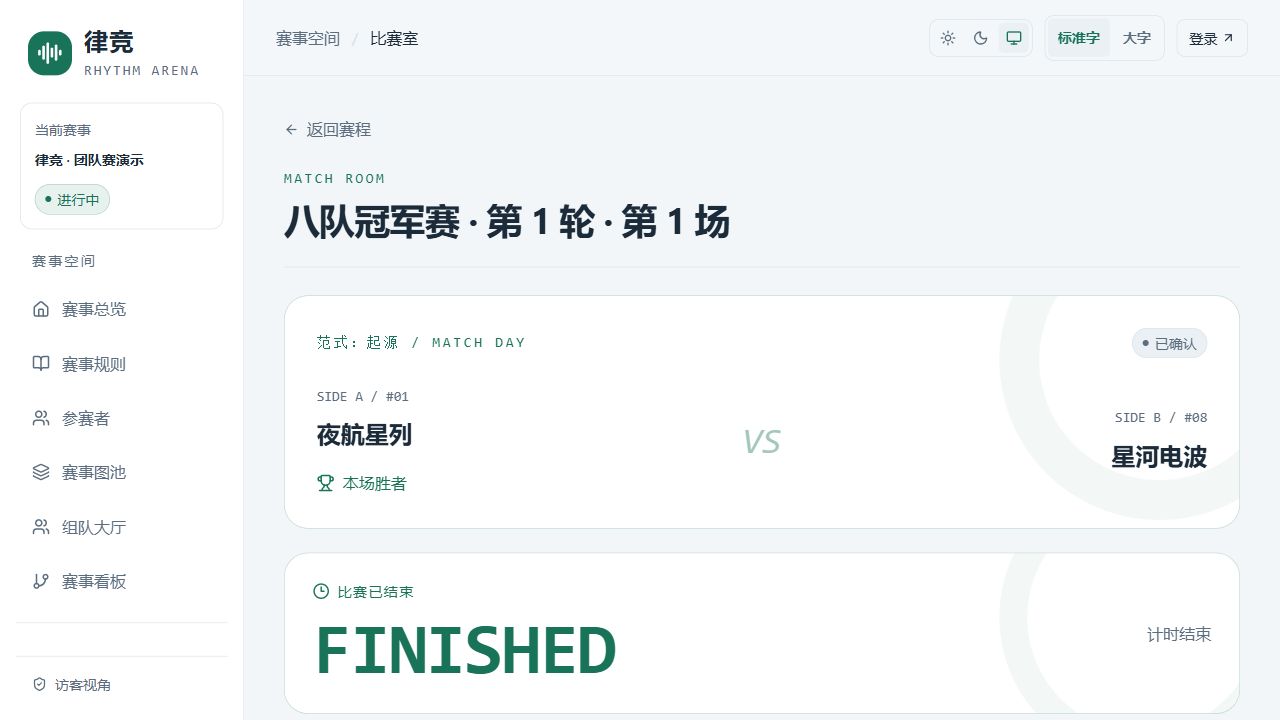 律竞
RHYTHM ARENA
当前赛事
律竞 · 团队赛演示
进行中
赛事空间
赛事总览
赛事规则
参赛者
赛事图池
组队大厅
赛事看板
访客视角
赛事空间 / 比赛室
标准字 大字
登录
返回赛程
MATCH ROOM
八队冠军赛 · 第 1 轮 · 第 1 场
范式：起源 / MATCH DAY
已确认
SIDE A / #01
夜航星列
本场胜者
VS
SIDE B / #08
星河电波
比赛已结束
FINISHED
计时结束